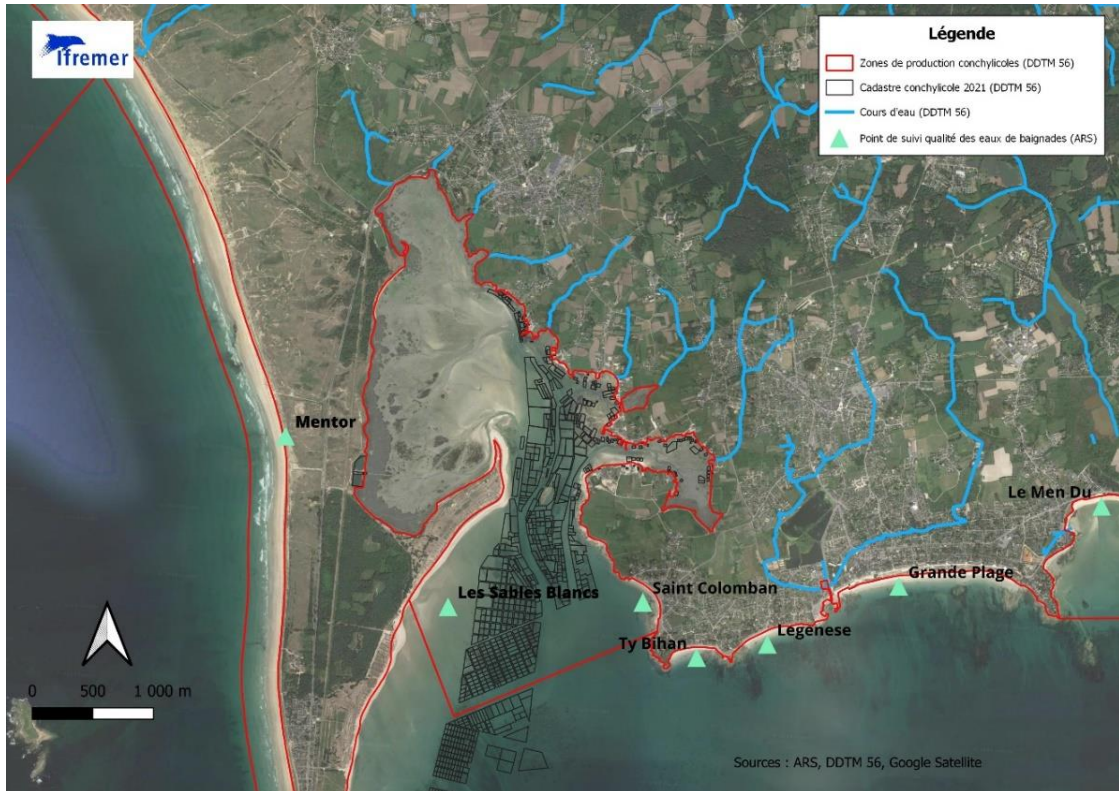 Ifremer
Légende
Zones de production conchylicoles (DDTM 56)
Cadastre conchylicole 2021 (DDTM 56)
Cours d'eau (DDTM 56)
Point de suivi qualité des eaux de baignades (ARS)
Mentor
Le Men Du
Grande Plage
Les Sables Blancs
Saint Colomban
Légenèse
Ty Bihan
0 500 1 000 m
Sources : ARS, DDTM 56, Google Satellite